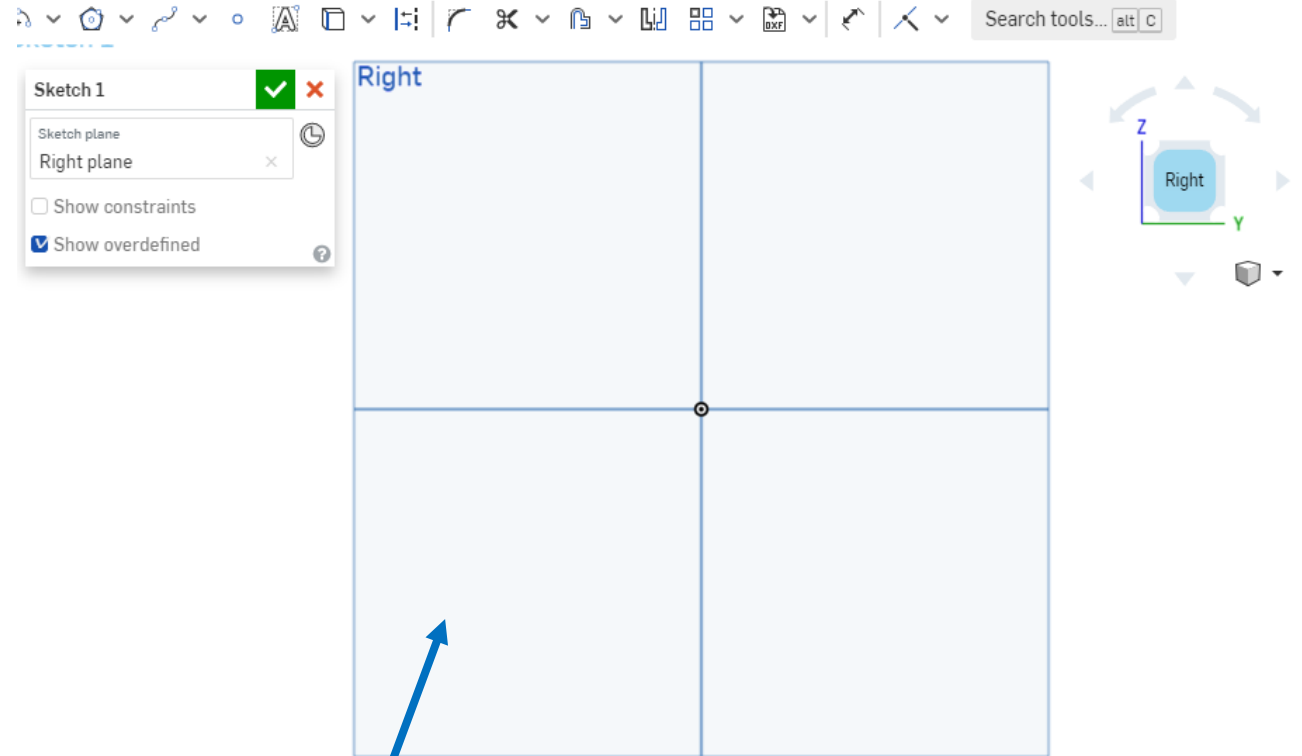 Search tools... alt C
Sketch 1
Sketch plane
Right plane
Show constraints
Show overdefined
Right
Z
Right
Y